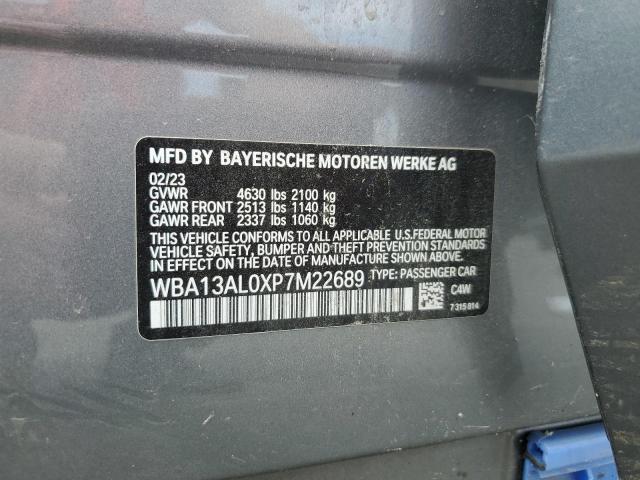 MFD BY BAYERISCHE MOTOREN WERKE AG
02/23
GVWR 4630 lbs 2100 kg
GAWR FRONT 2513 lbs 1140 kg
GAWR REAR 2337 lbs 1060 kg
THIS VEHICLE CONFORMS TO ALL APPLICABLE U.S.FEDERAL MOTOR
VEHICLE SAFETY, BUMPER AND THEFT PREVENTION STANDARDS
IN EFFECT ON THE DATE OF MANUFACTURE SHOWN ABOVE.
WBA13AL0XP7M22689 TYPE: PASSENGER CAR
C4W
7 315 814